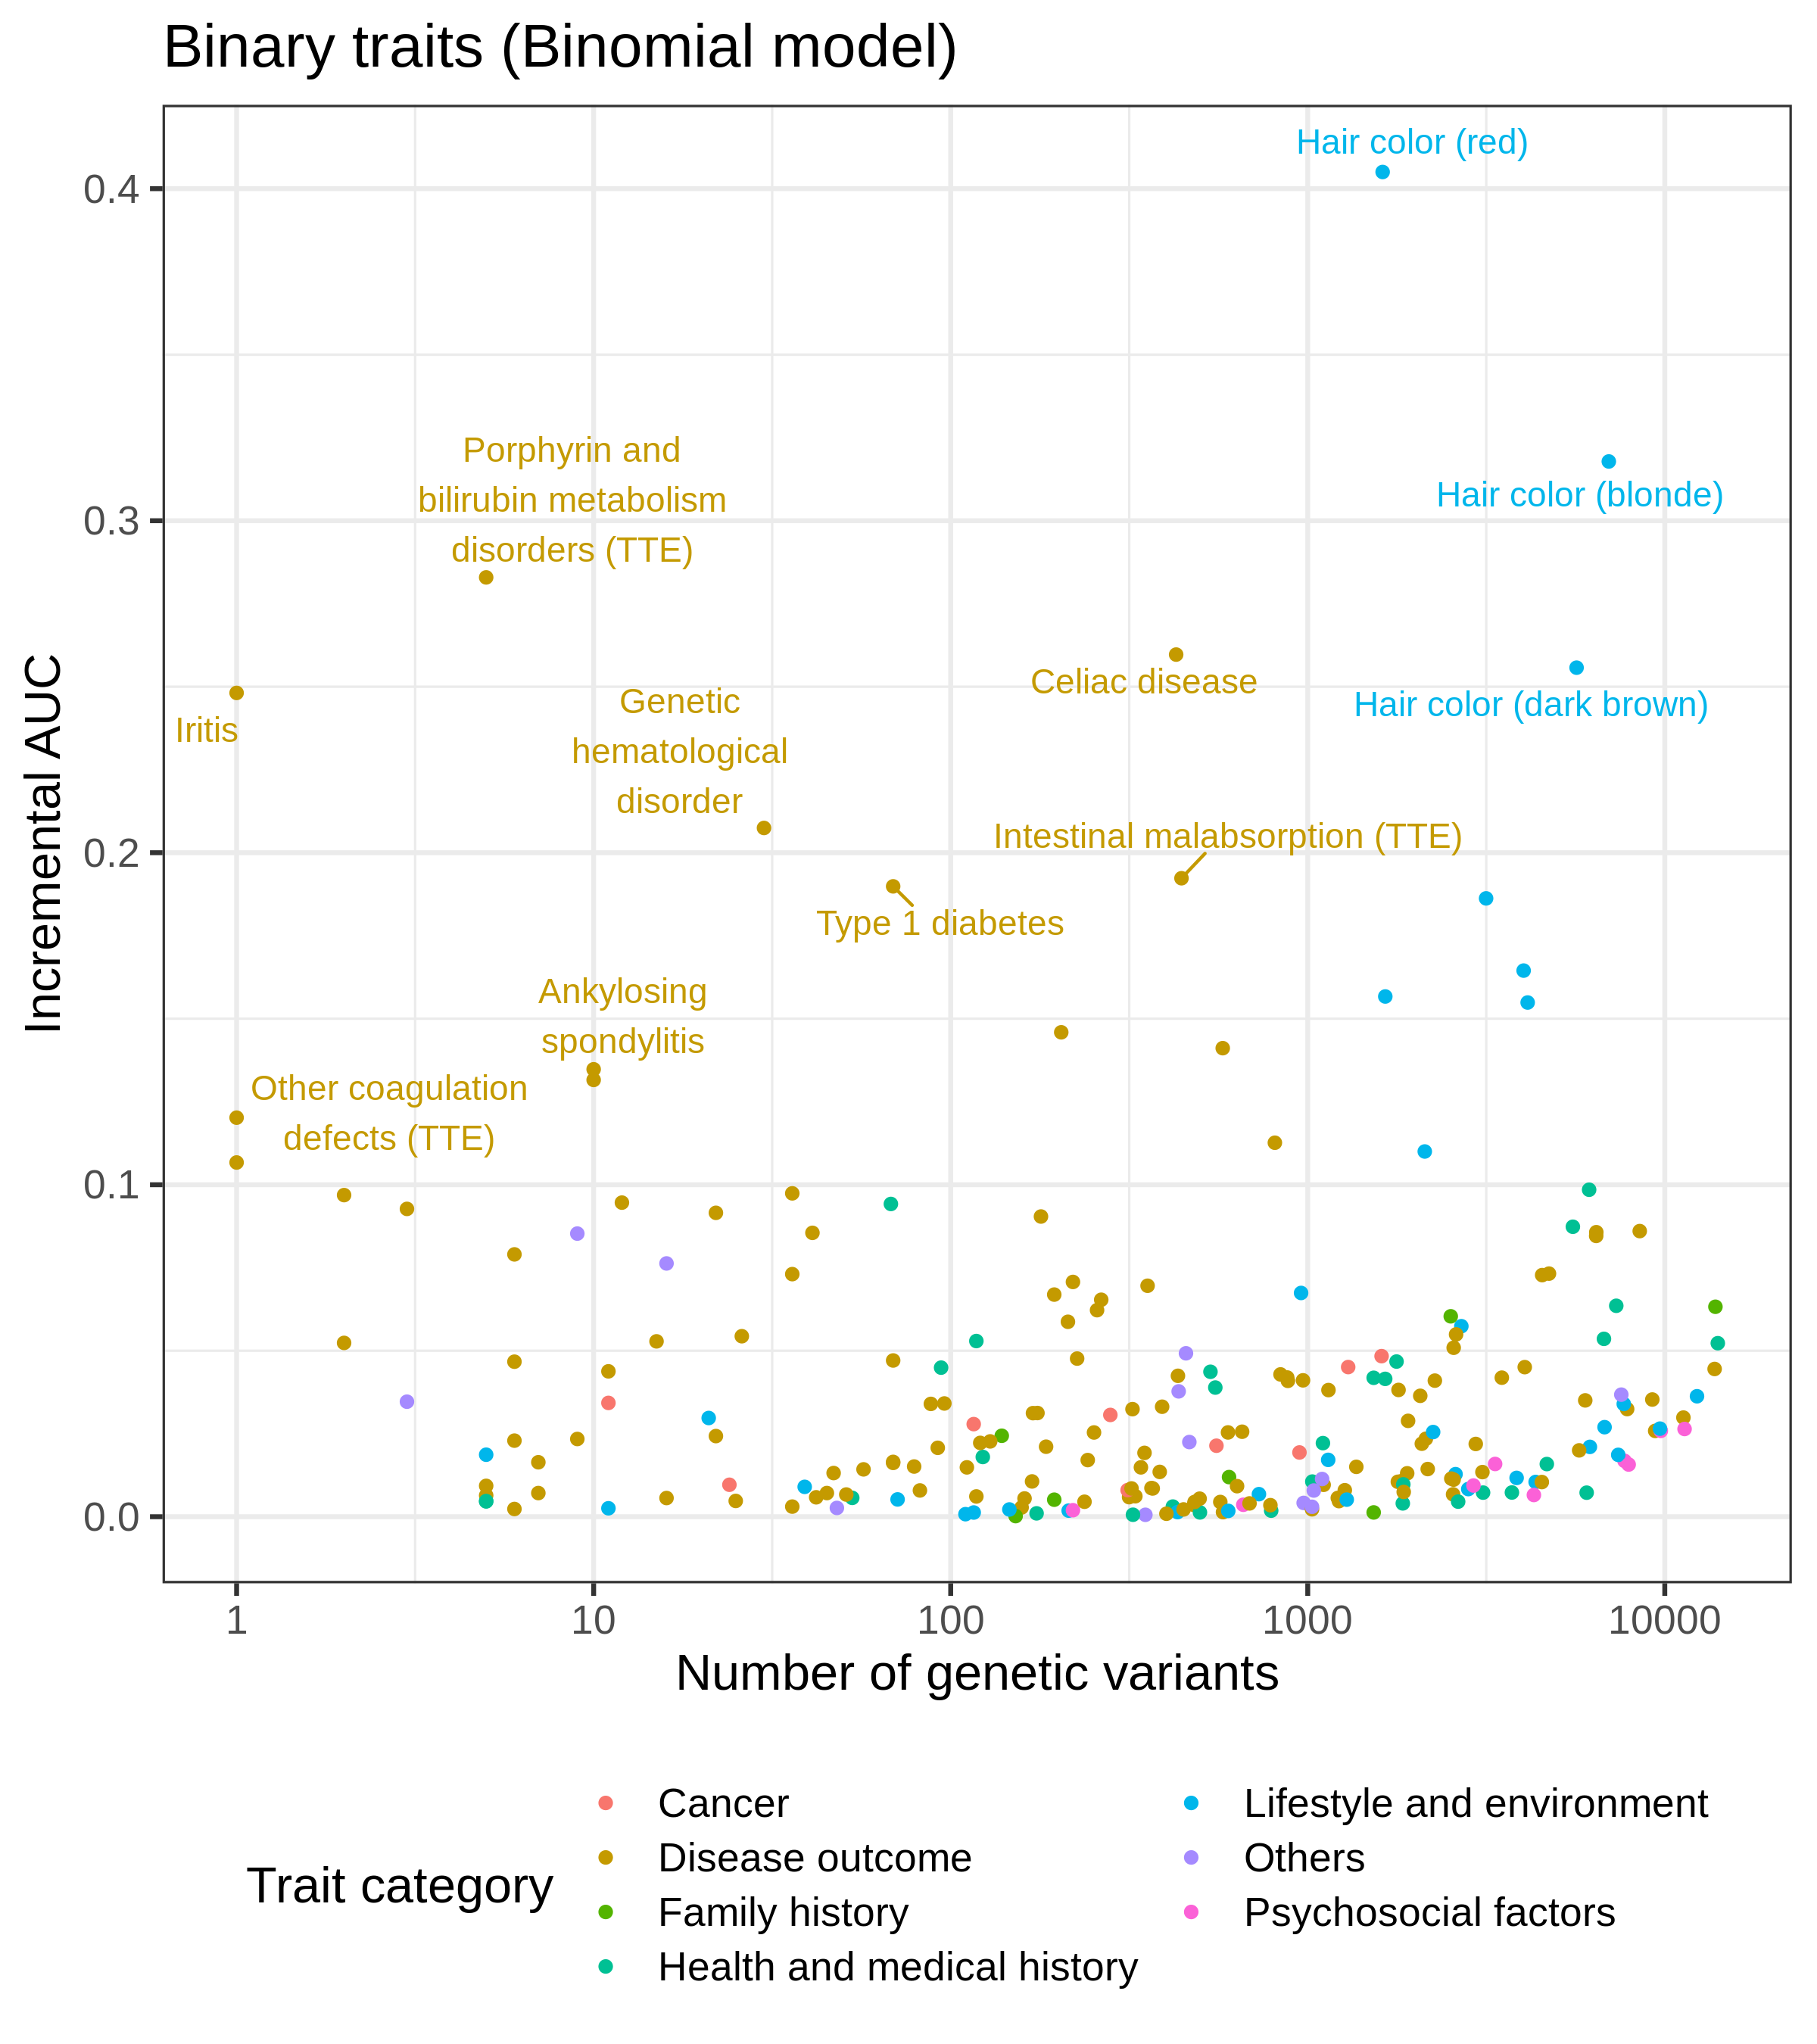 Binary traits (Binomial model)
Incremental AUC
0.4
0.3
0.2
0.1
0.0
Hair color (red)
Porphyrin and
bilirubin metabolism
disorders (TTE)
Hair color (blonde)
Celiac disease
Hair color (dark brown)
Iritis
Genetic
hematological
disorder
Intestinal malabsorption (TTE)
Type 1 diabetes
Ankylosing
spondylitis
Other coagulation
defects (TTE)
1
10
100
1000
10000
Number of genetic variants
Trait category
Cancer
Disease outcome
Family history
Health and medical history
Lifestyle and environment
Others
Psychosocial factors